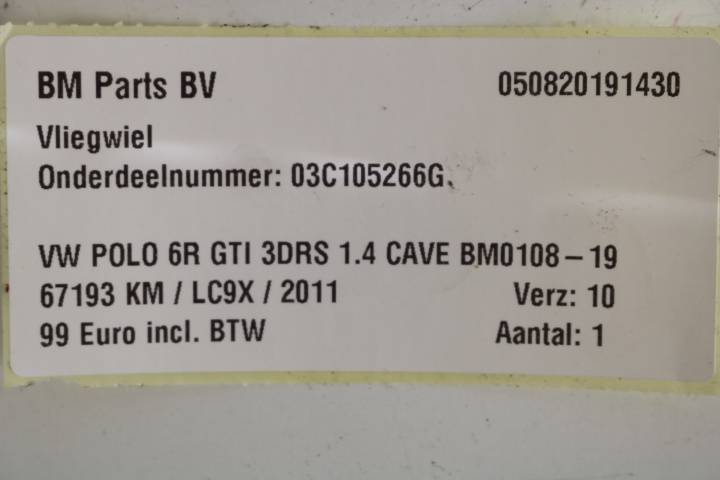 BM Parts BV 050820191430
Vliegwiel
Onderdeelnummer: 03C105266G,
VW POLO 6R GTI 3DRS 1.4 CAVE BM0108-19
67193 KM / LC9X / 2011 Verz: 10
99 Euro incl. BTW Aantal: 1